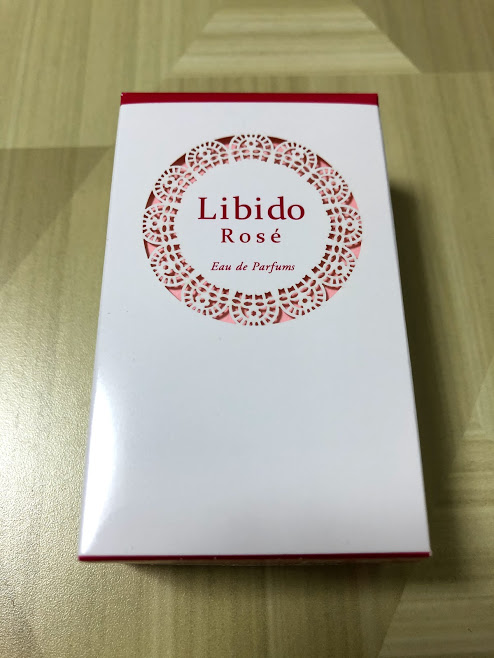 Libido
Rosé
Eau de Parfums